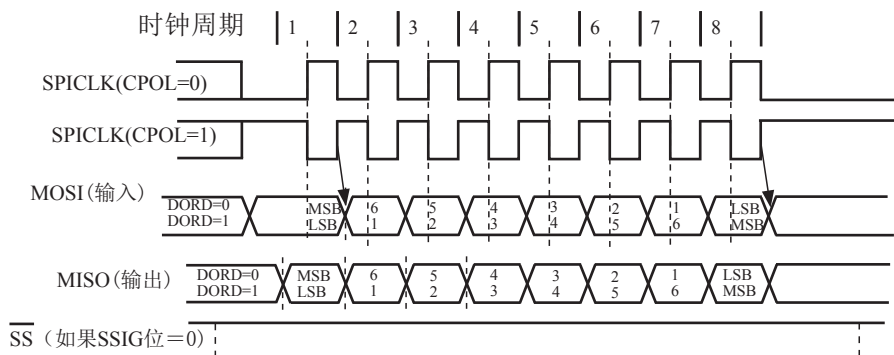 时钟周期 1 2 3 4 5 6 7 8
SPICLK(CPOL=0)
SPICLK(CPOL=1)
MOSI(输入)
DORD=0 MSB 6 5 4 3 2 1 LSB
DORD=1 LSB 1 2 3 4 5 6 MSB
MISO(输出)
DORD=0 MSB 6 5 4 3 2 1 LSB
DORD=1 LSB 1 2 3 4 5 6 MSB
SS（如果SSIG位＝0）